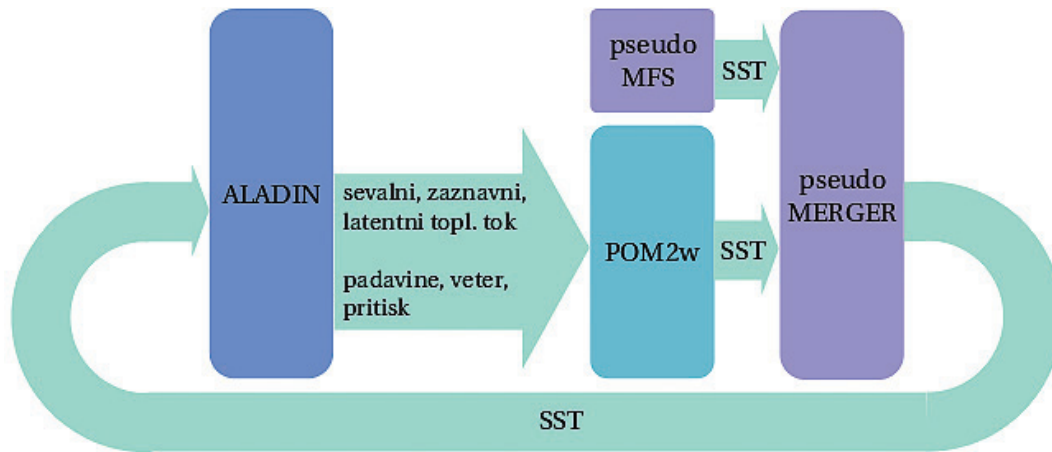 ALADIN
sevalni, zaznavni,
latentni topl. tok
padavine, veter,
pritisk
pseudo
MFS
SST
POM2w
SST
pseudo
MERGER
SST